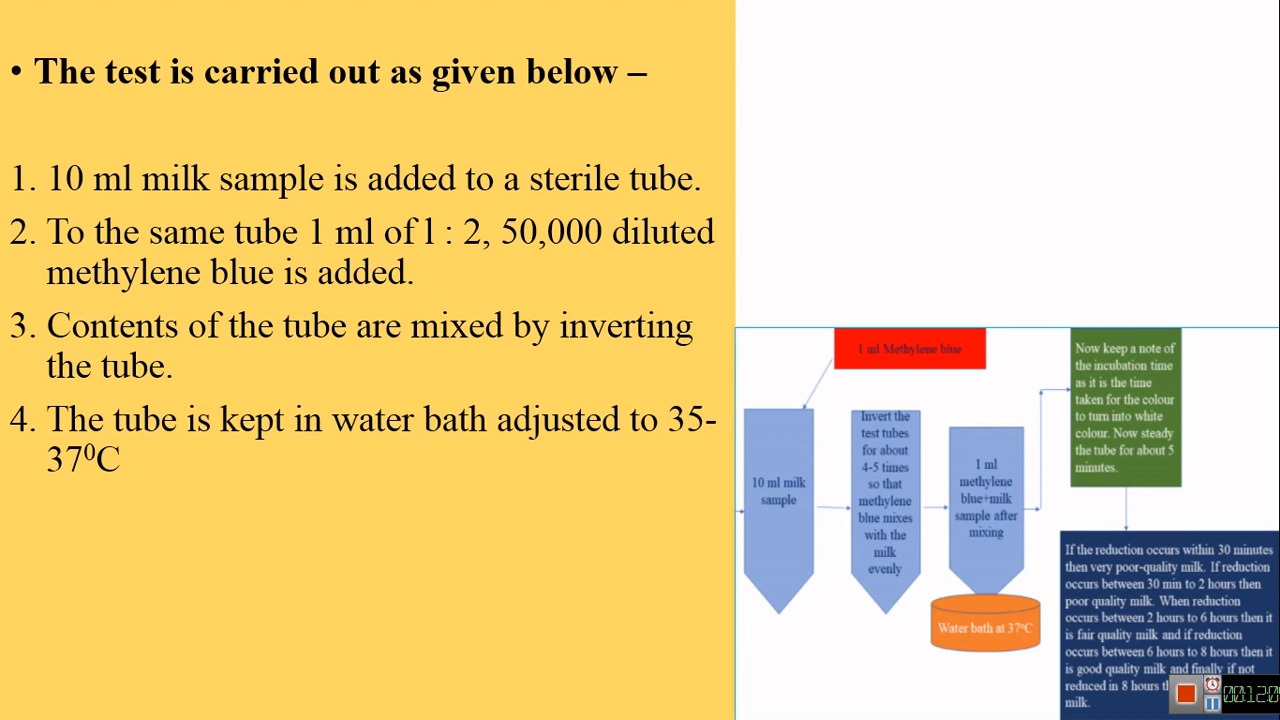 • The test is carried out as given below –
1. 10 ml milk sample is added to a sterile tube.
2. To the same tube 1 ml of l : 2, 50,000 diluted
methylene blue is added.
3. Contents of the tube are mixed by inverting
the tube.
4. The tube is kept in water bath adjusted to 35-
37⁰C
1 ml Methylene blue
10 ml milk
sample
Invert the
test tubes
for about
4-5 times
so that
methylene
blue mixes
with the
milk
evenly
1 ml
methylene
blue+milk
sample after
mixing
Water bath at 37⁰C
Now keep a note of
the incubation time
as it is the time
taken for the colour
to turn into white
colour. Now steady
the tube for about 5
minutes.
If the reduction occurs within 30 minutes
then very poor-quality milk. If reduction
occurs between 30 min to 2 hours then
poor quality milk. When reduction
occurs between 2 hours to 6 hours then it
is fair quality milk and if reduction
occurs between 6 hours to 8 hours then it
is good quality milk and finally if not
reduced in 8 hours
milk.